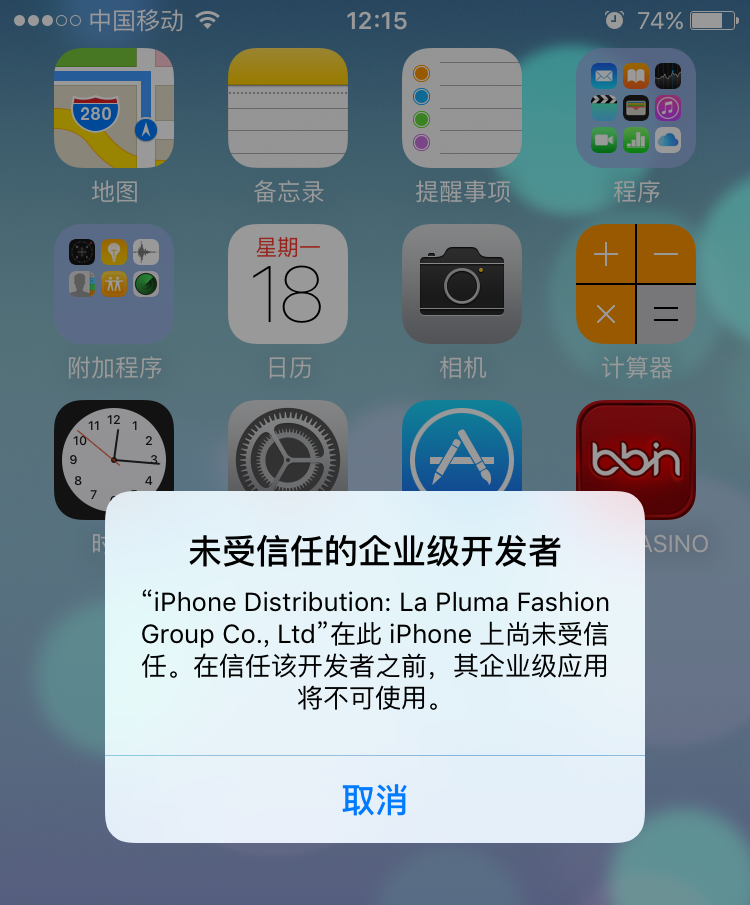 中国移动 12:15 74%
280
地图 备忘录 提醒事项 程序
星期一
18
附加程序 日历 相机 计算器
12
11 1
10 2
9 3
8 4
7
bbin
时
ASINO
未受信任的企业级开发者
“iPhone Distribution: La Pluma Fashion
Group Co., Ltd”在此 iPhone 上尚未受信
任。在信任该开发者之前，其企业级应用
将不可使用。
取消